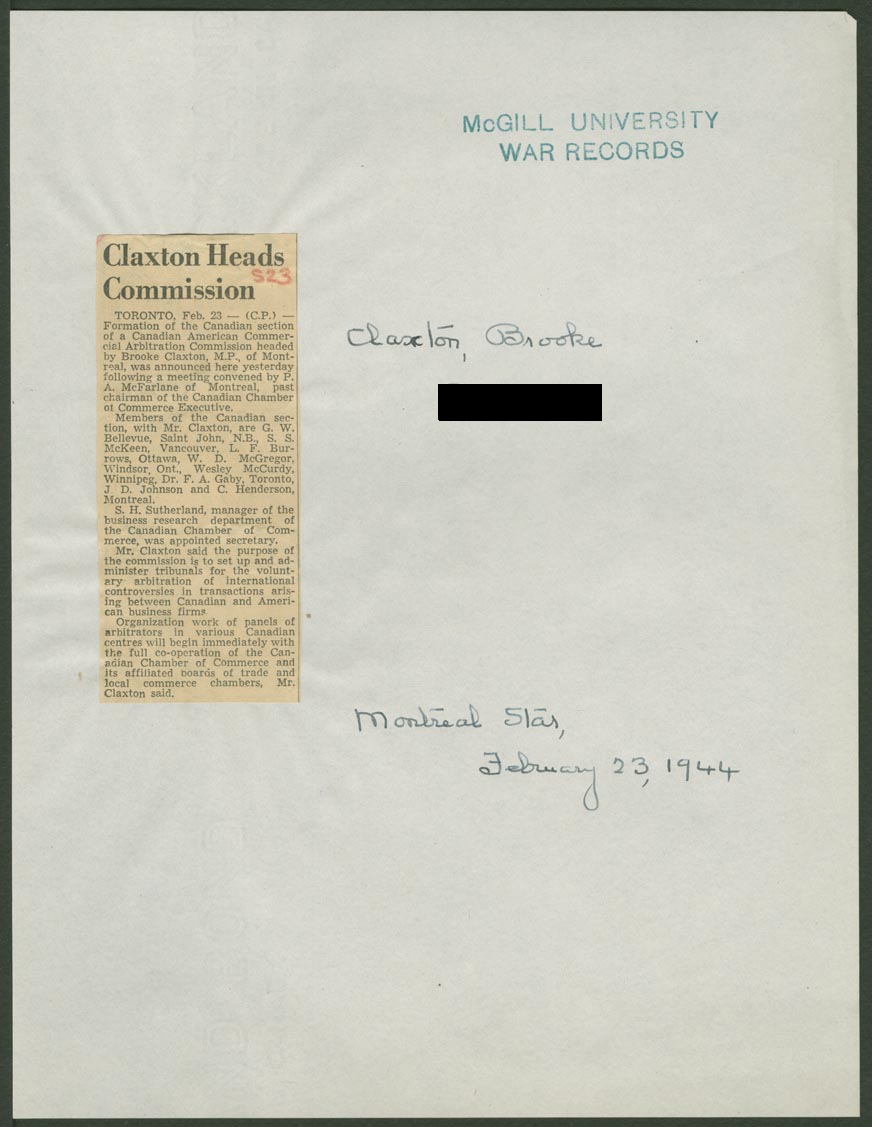 McGILL UNIVERSITY
WAR RECORDS
Claxton Heads
Commission
S23
TORONTO, Feb. 23 — (C.P.) —
Formation of the Canadian section
of a Canadian American Commer-
cial Arbitration Commission headed
by Brooke Claxton, M.P., of Mont-
real, was announced here yesterday
following a meeting convened by P.
A. McFarlane of Montreal, past
chairman of the Canadian Chamber
of Commerce Executive.
Members of the Canadian sec-
tion, with Mr. Claxton, are G. W.
Bellevue, Saint John, N.B., S. S.
McKeen, Vancouver, L. F. Bur-
rows, Ottawa, W. D. McGregor,
Windsor, Ont., Wesley McCurdy,
Winnipeg, Dr. F. A. Gaby, Toronto,
J D. Johnson and C. Henderson,
Montreal.
S. H. Sutherland, manager of the
business research department of
the Canadian Chamber of Com-
merce, was appointed secretary.
Mr. Claxton said the purpose of
the commission is to set up and ad-
minister tribunals for the volunt-
ary arbitration of international
controversies in transactions aris-
ing between Canadian and Ameri-
can business firms.
Organization work of panels of
arbitrators in various Canadian
centres will begin immediately with
the full co-operation of the Can-
adian Chamber of Commerce and
its affiliated boards of trade and
local commerce chambers, Mr.
Claxton said.
Claxton, Brooke
Montreal Star,
February 23, 1944